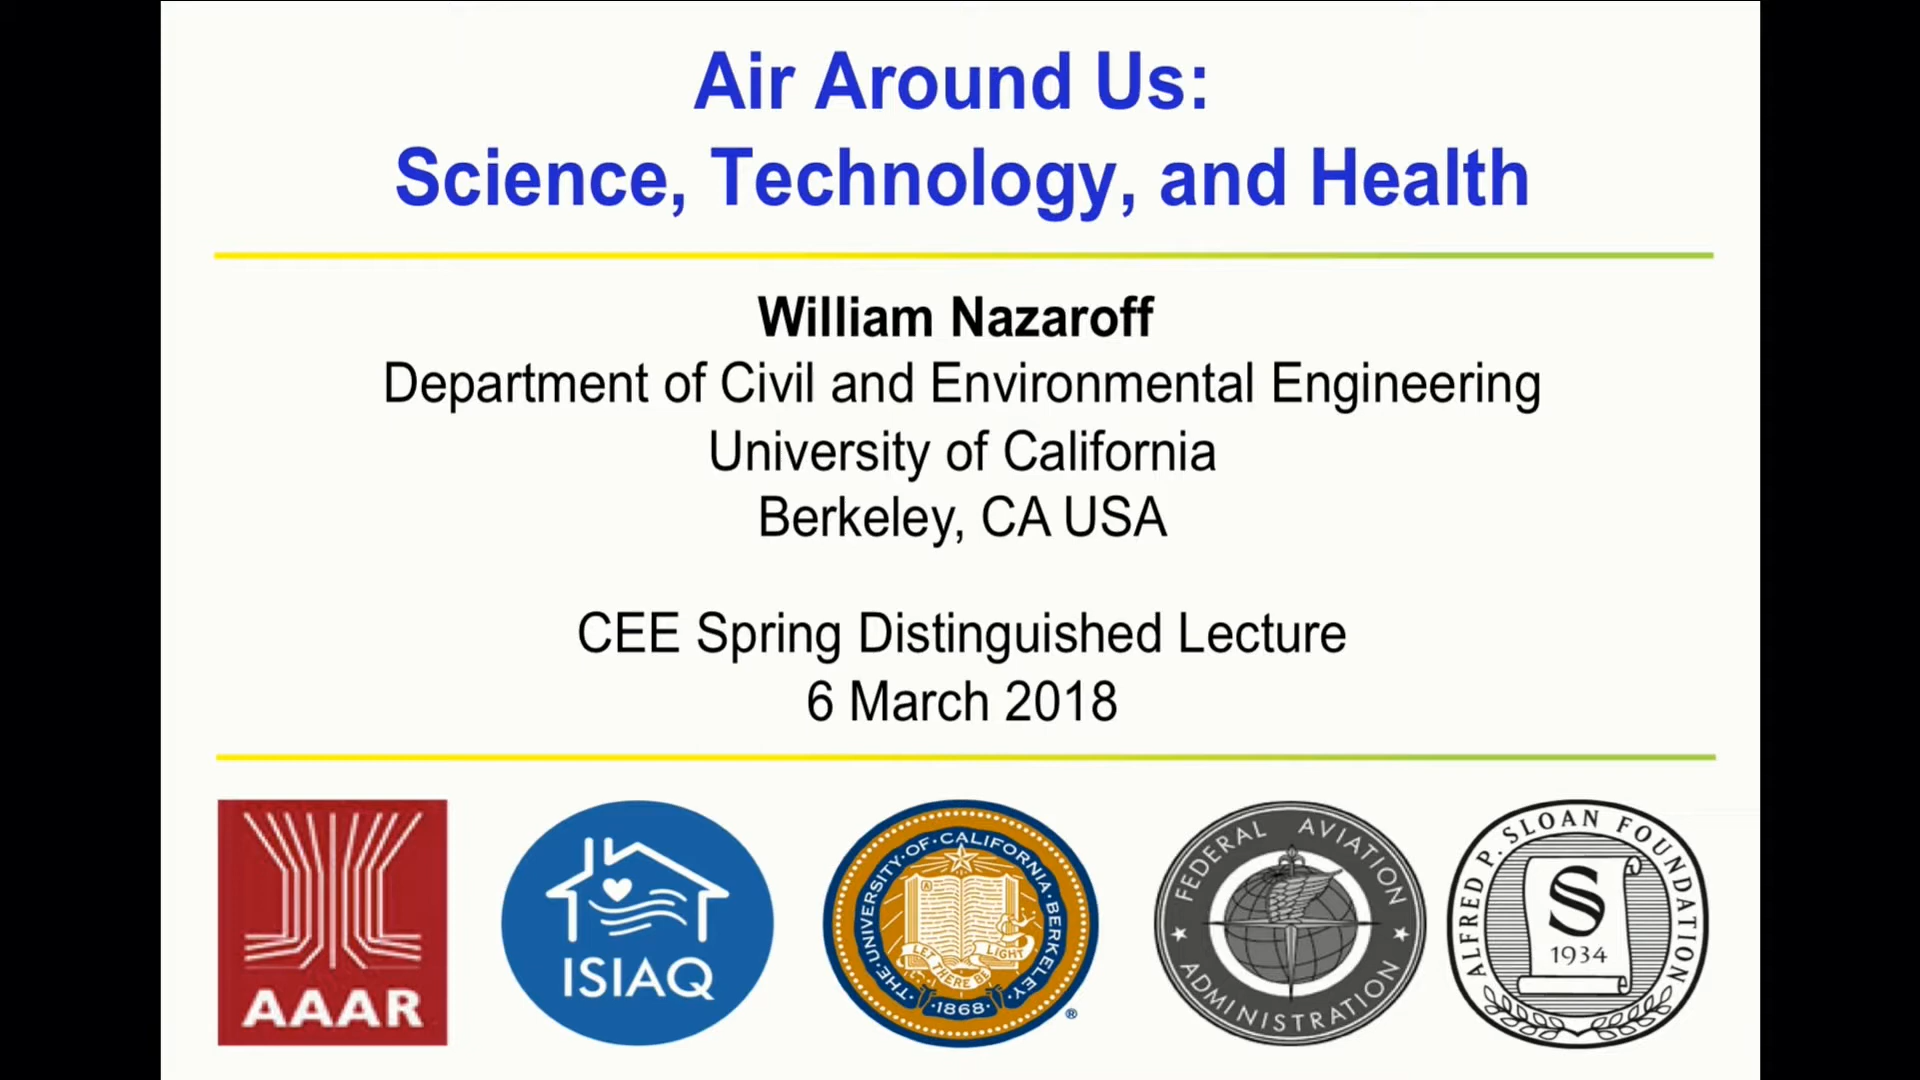 Air Around Us:
Science, Technology, and Health
William Nazaroff
Department of Civil and Environmental Engineering
University of California
Berkeley, CA USA
CEE Spring Distinguished Lecture
6 March 2018
AAAR
ISIAQ
THE·UNIVERSITY·OF·CALIFORNIA·BERKELEY·
A
LET THERE BE LIGHT
·1868·
®
FEDERAL AVIATION
ADMINISTRATION
ALFRED P. SLOAN FOUNDATION
S
1934